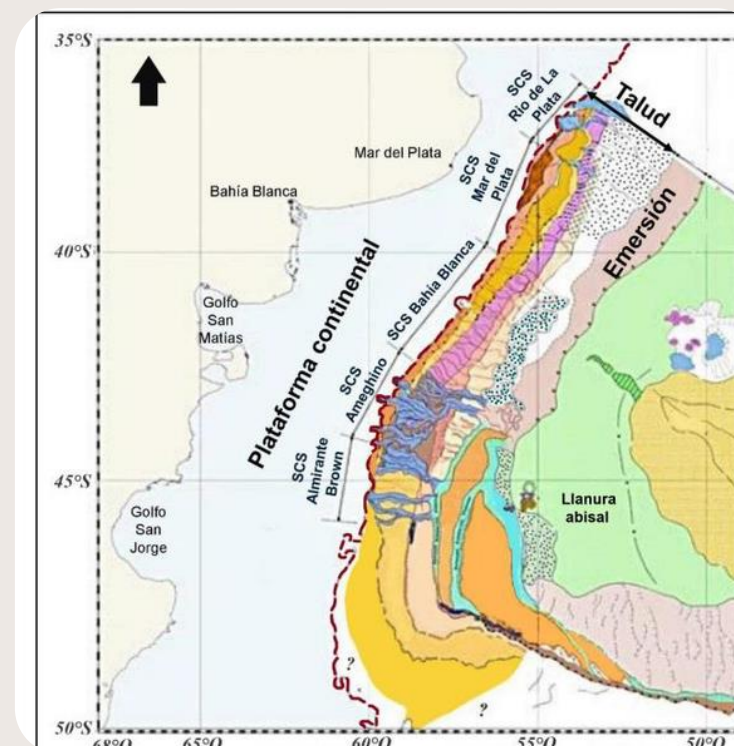 35°S
SCS
Rio de La
Plata
Talud
Mar del Plata
SCS
Mar del
Plata
Bahía Blanca
40°S
Emersión
SCS Bahía Blanca
Golfo
San
Matías
Plataforma continental
SCS
Ameghino
SCS
Almirante
Brown
45°S
Golfo
San
Jorge
Llanura
abisal
?
?
50°S
65°O
60°O
55°O